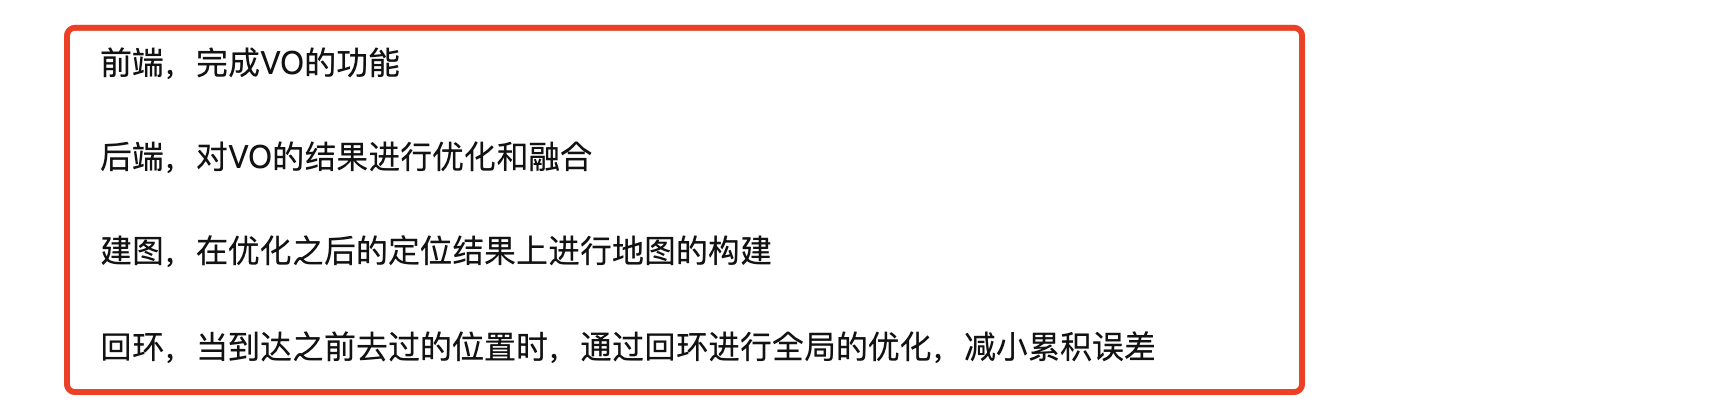 前端，完成VO的功能
后端，对VO的结果进行优化和融合
建图，在优化之后的定位结果上进行地图的构建
回环，当到达之前去过的位置时，通过回环进行全局的优化，减小累积误差